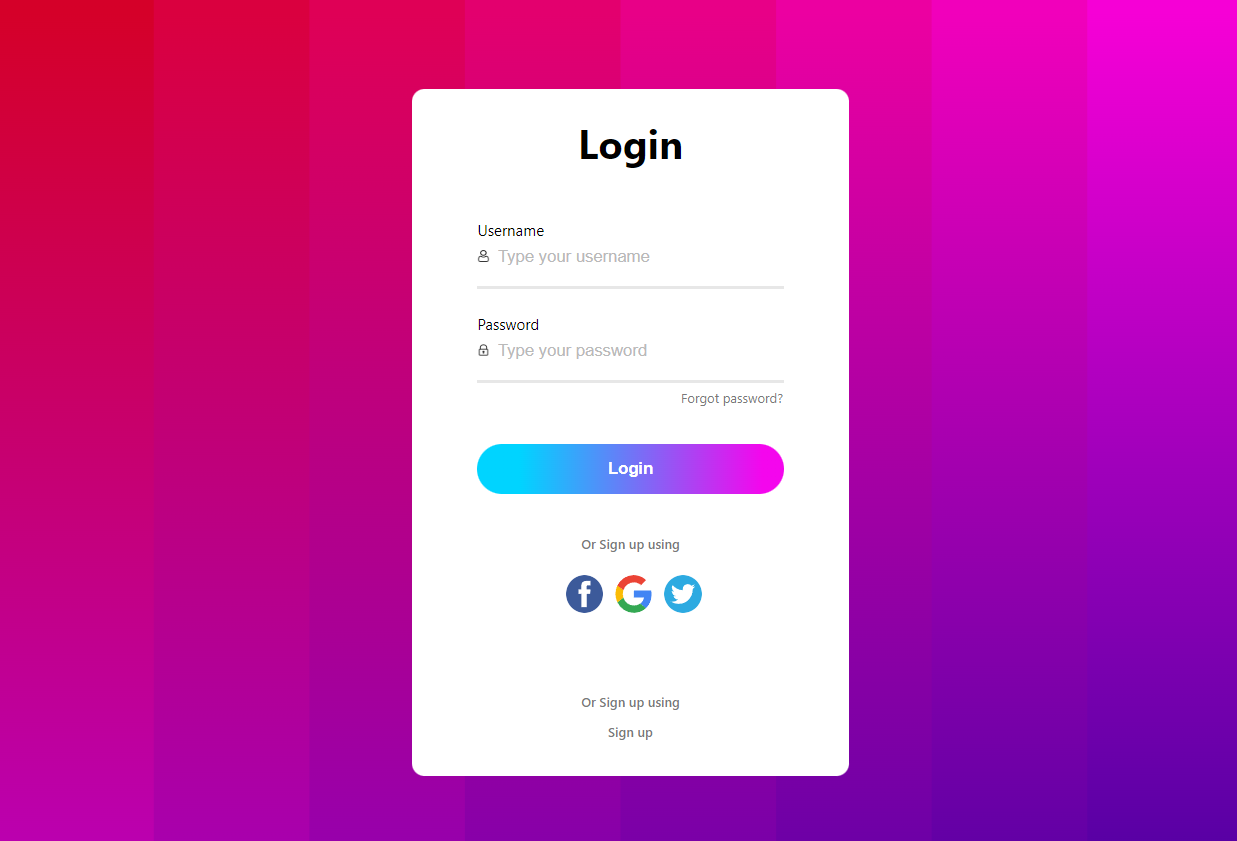 Login
Username
Type your username
Password
Type your password
Forgot password?
Login
Or Sign up using
Or Sign up using
Sign up